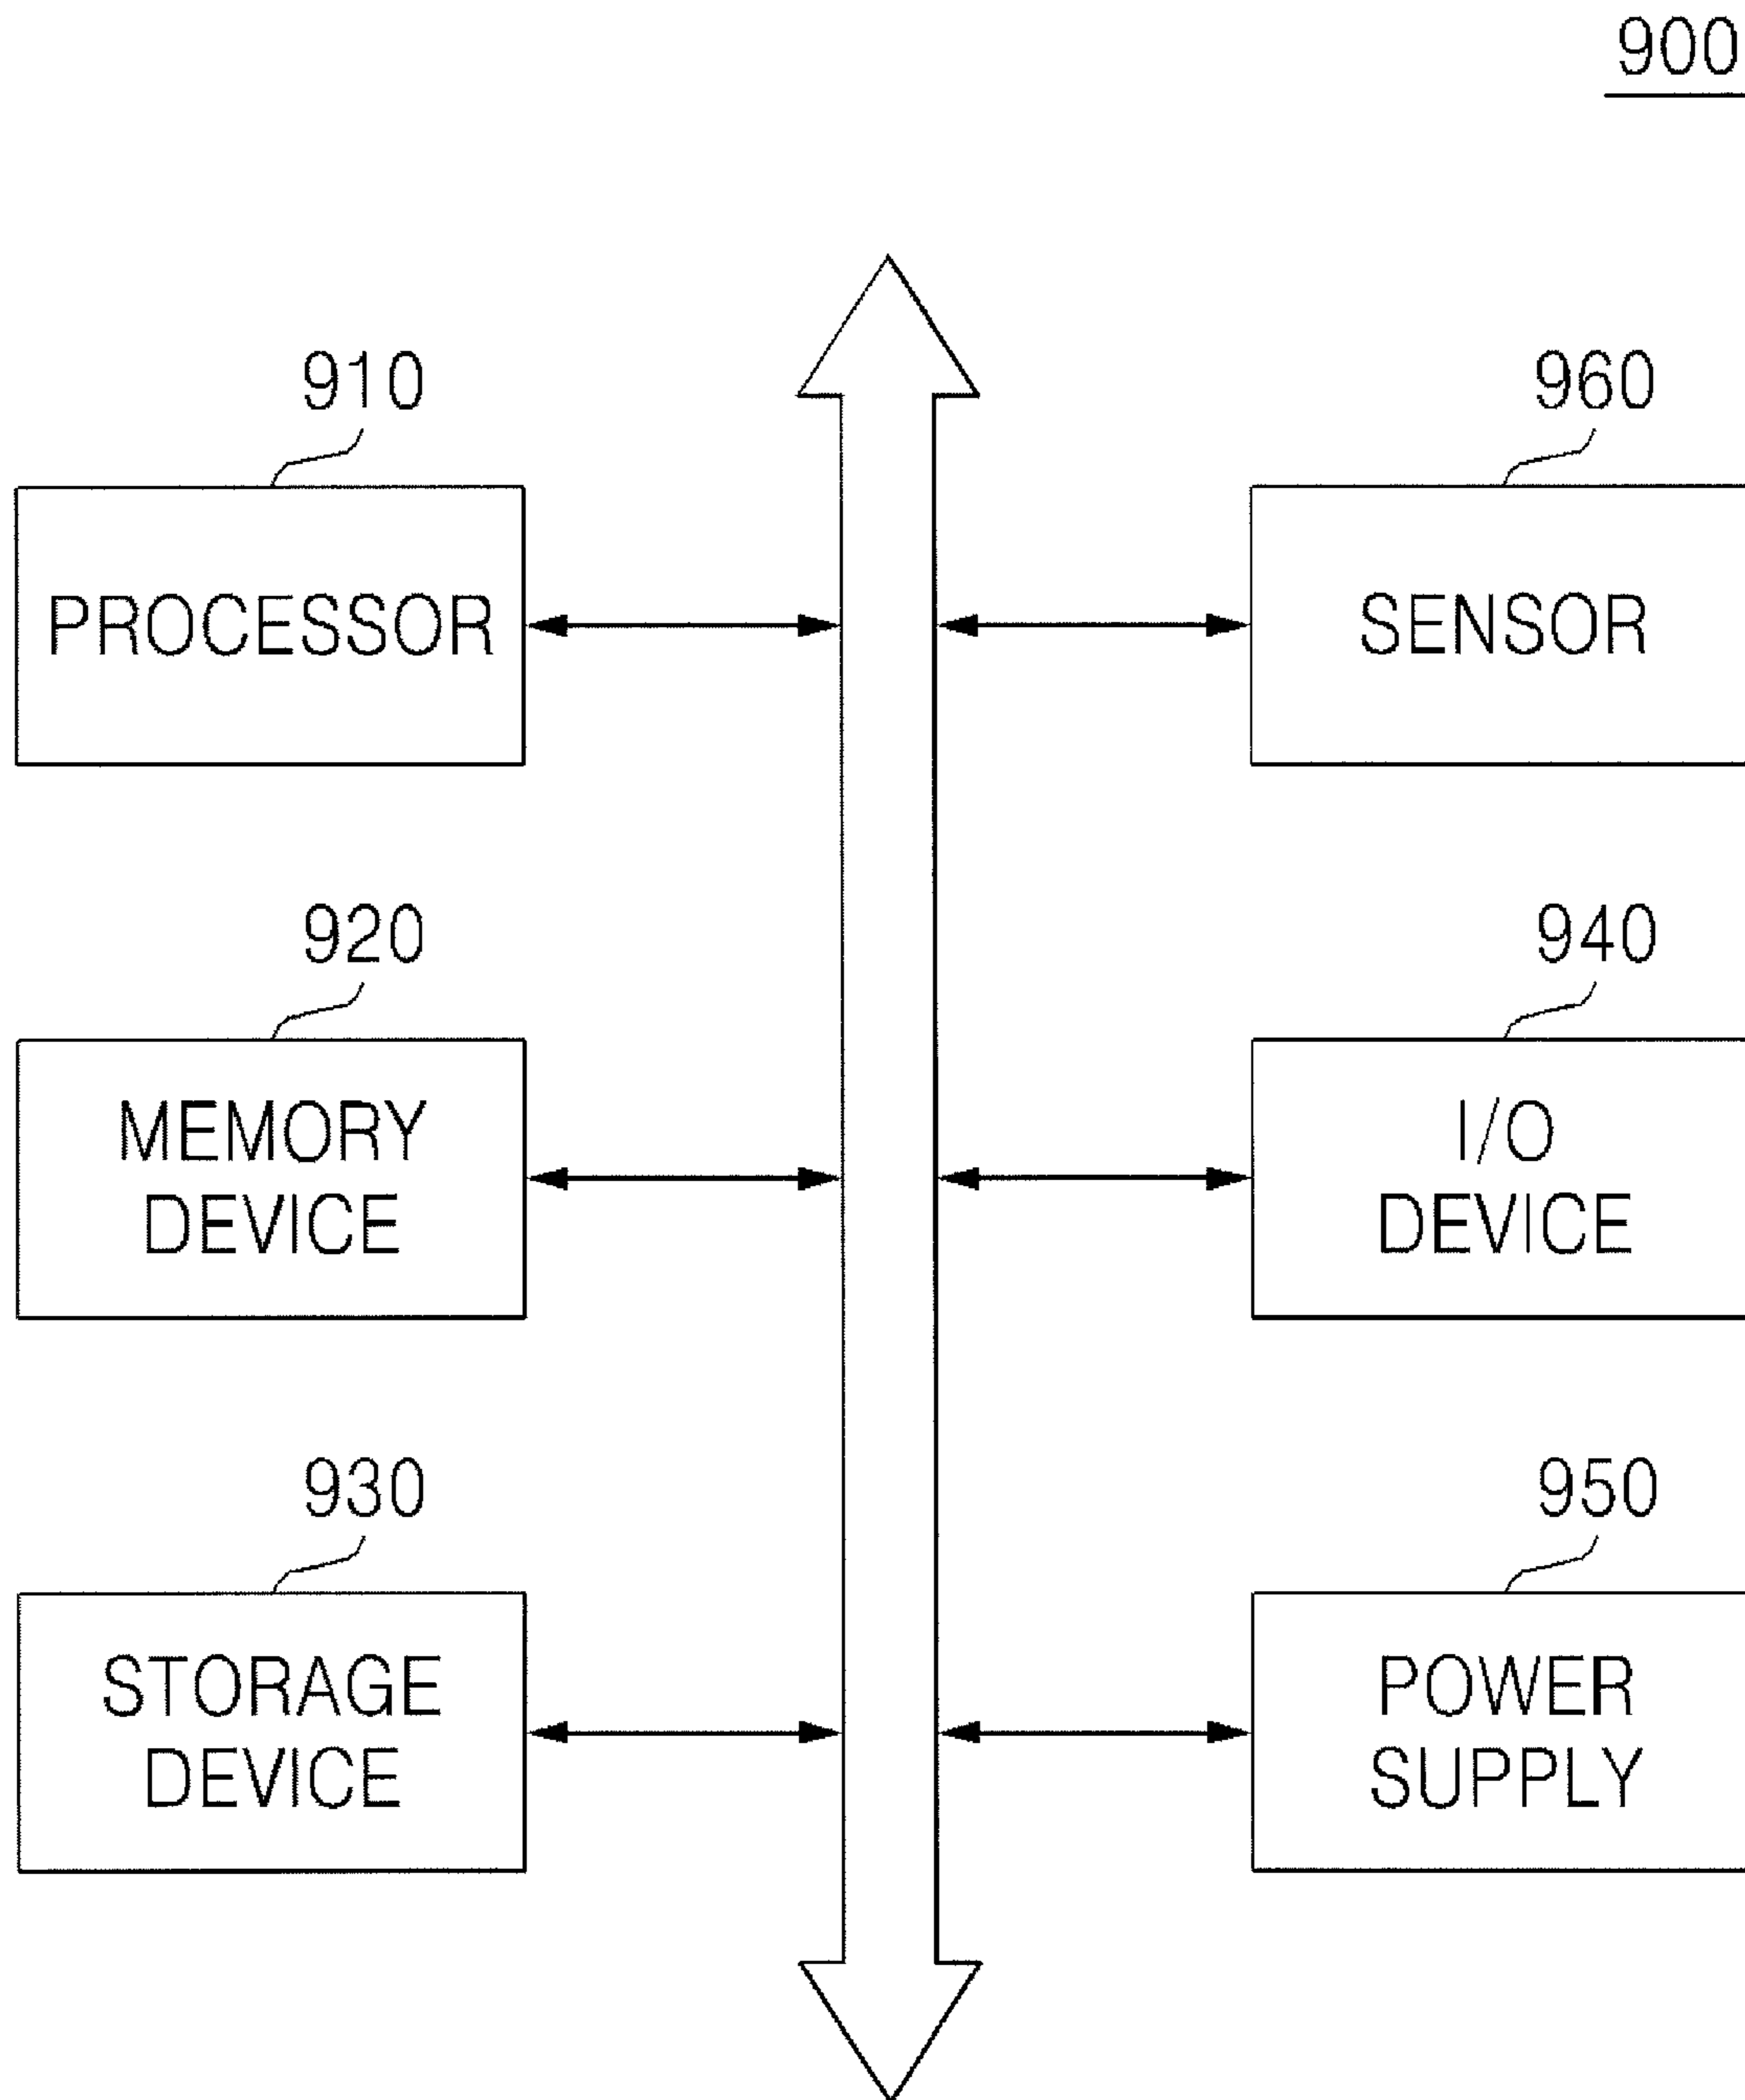 900
910
PROCESSOR
960
SENSOR
920
MEMORY
DEVICE
940
I/O
DEVICE
930
STORAGE
DEVICE
950
POWER
SUPPLY